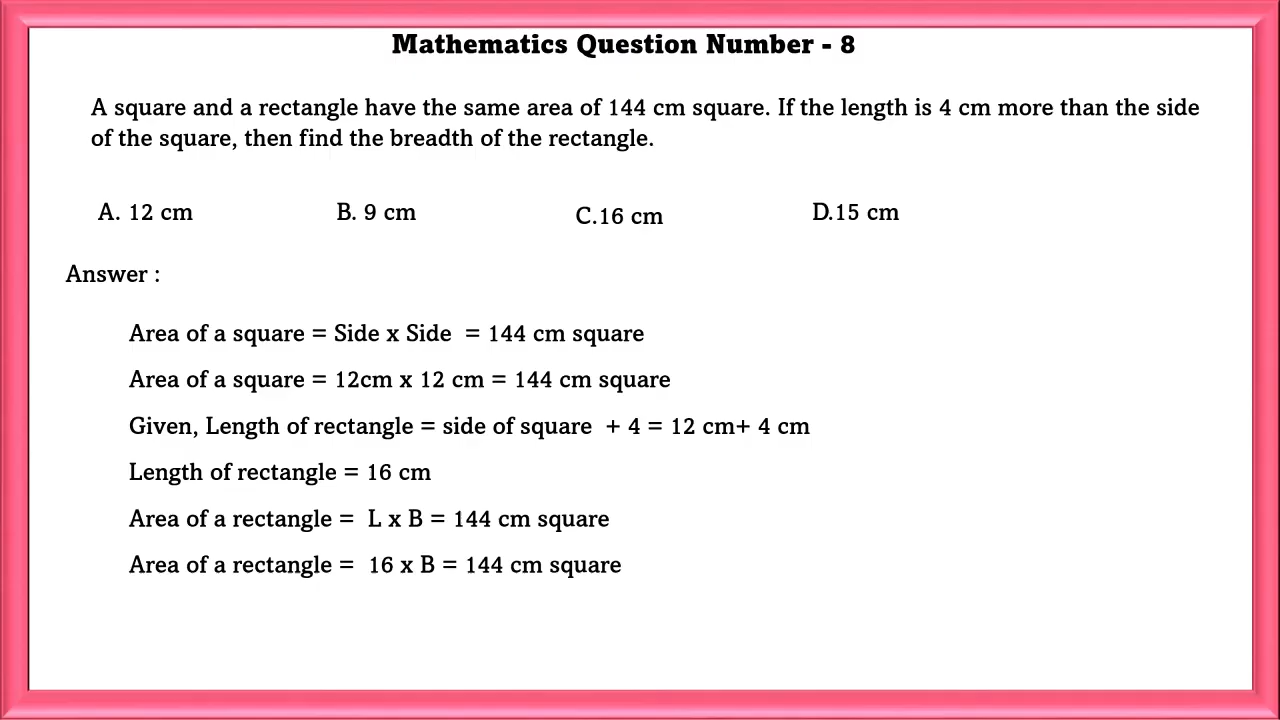 Mathematics Question Number - 8
A square and a rectangle have the same area of 144 cm square. If the length is 4 cm more than the side
of the square, then find the breadth of the rectangle.
A. 12 cm B. 9 cm C.16 cm D.15 cm
Answer :
Area of a square = Side x Side = 144 cm square
Area of a square = 12cm x 12 cm = 144 cm square
Given, Length of rectangle = side of square + 4 = 12 cm+ 4 cm
Length of rectangle = 16 cm
Area of a rectangle = L x B = 144 cm square
Area of a rectangle = 16 x B = 144 cm square